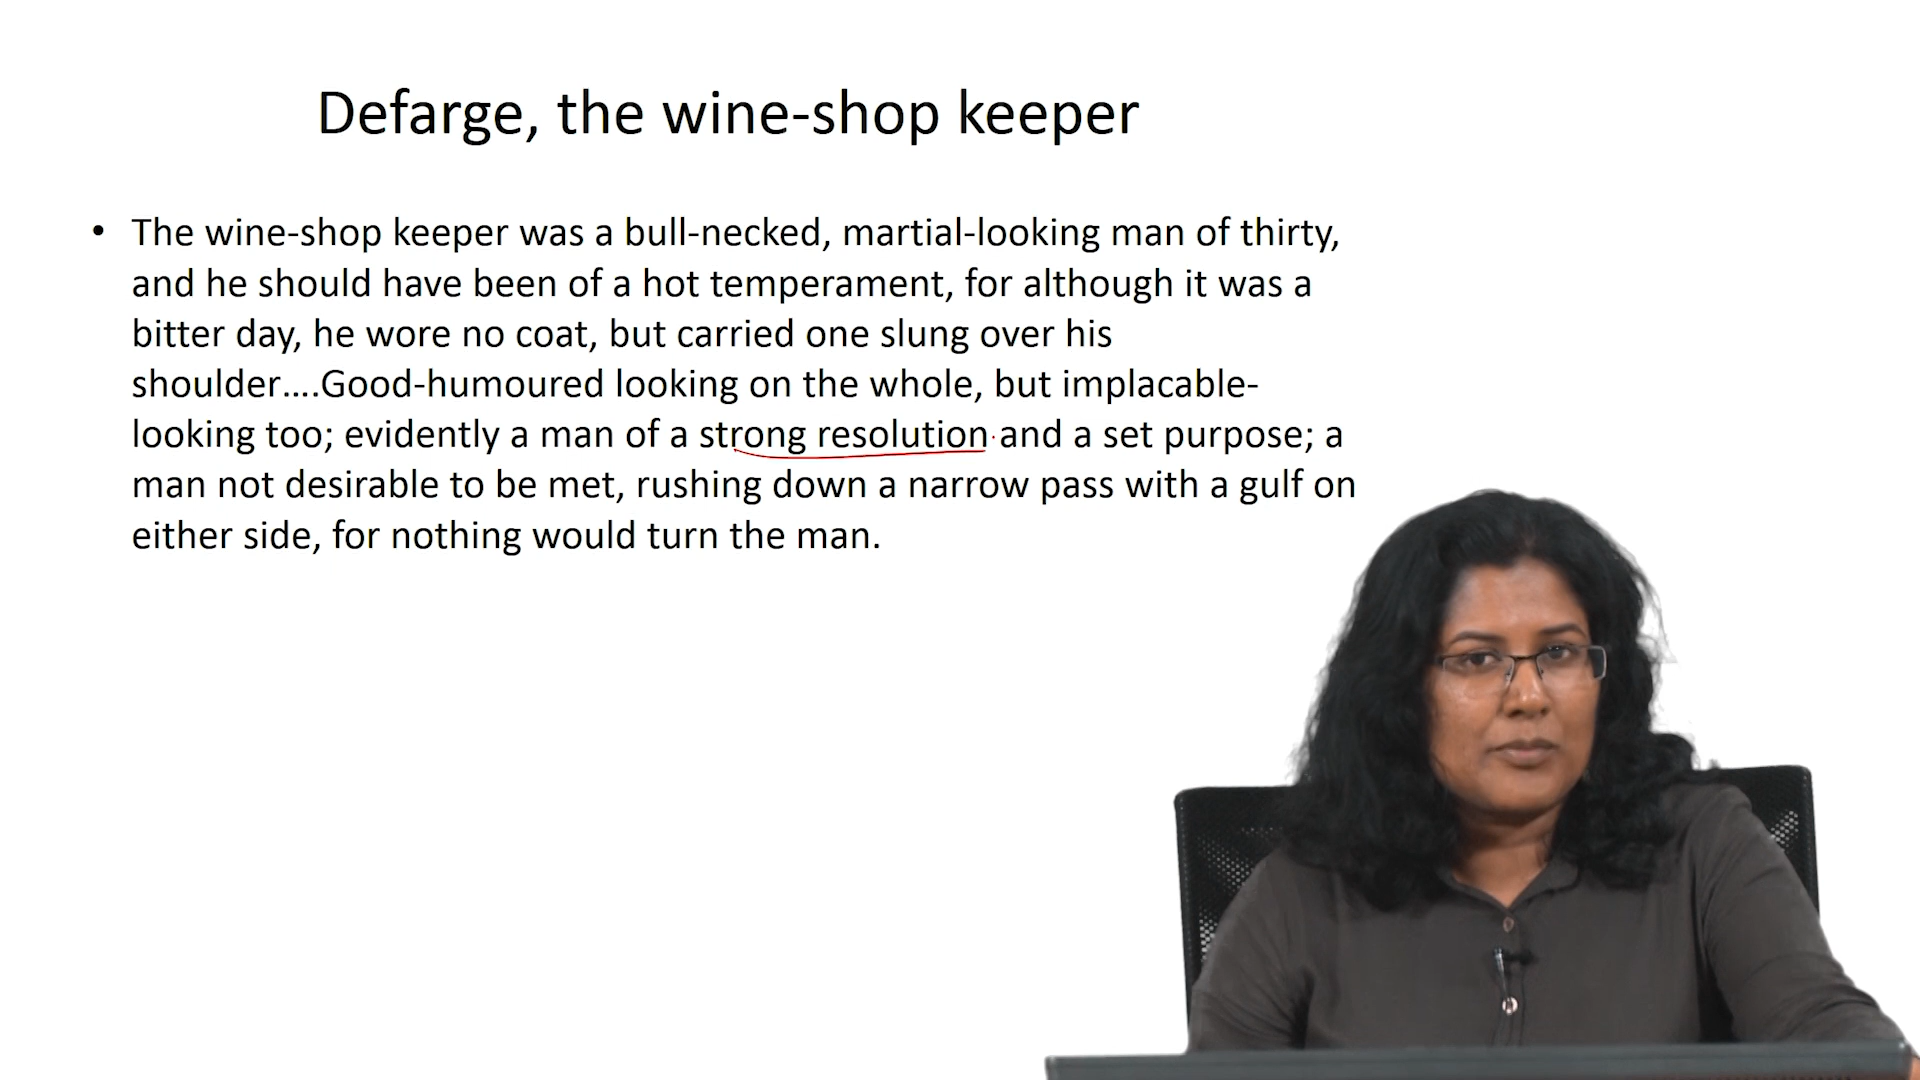 Defarge, the wine-shop keeper
• The wine-shop keeper was a bull-necked, martial-looking man of thirty,
and he should have been of a hot temperament, for although it was a
bitter day, he wore no coat, but carried one slung over his
shoulder....Good-humoured looking on the whole, but implacable-
looking too; evidently a man of a strong resolution and a set purpose; a
man not desirable to be met, rushing down a narrow pass with a gulf on
either side, for nothing would turn the man.